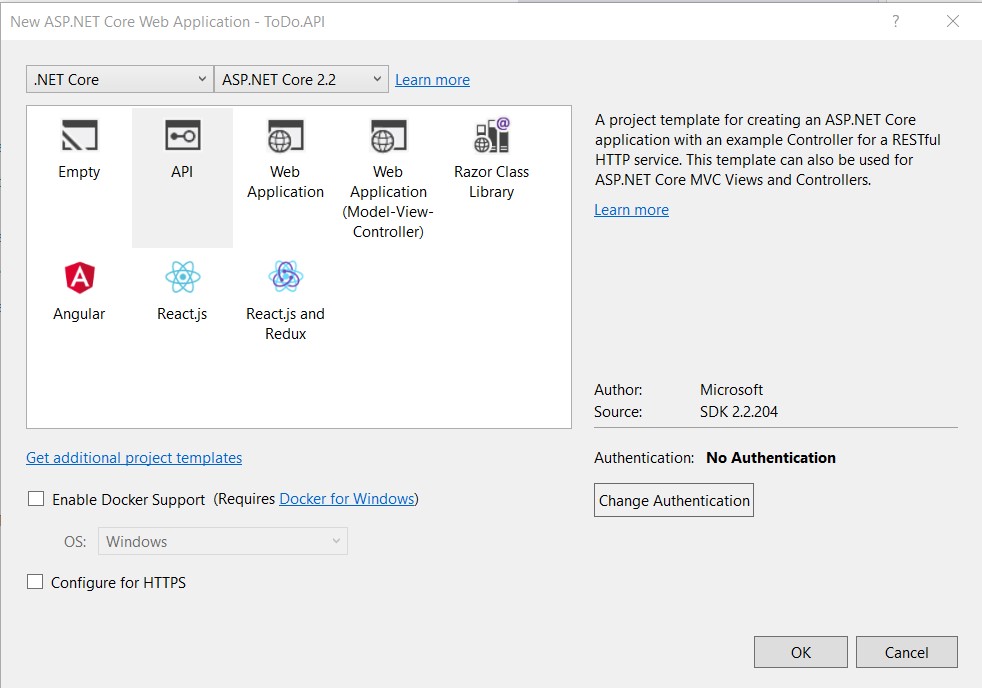 New ASP.NET Core Web Application - ToDo.API
?
.NET Core
ASP.NET Core 2.2
Learn more
Empty
API
Web
Application
Web
Application
(Model-View-
Controller)
Razor Class
Library
Angular
React.js
React.js and
Redux
A project template for creating an ASP.NET Core
application with an example Controller for a RESTful
HTTP service. This template can also be used for
ASP.NET Core MVC Views and Controllers.
Learn more
Author: Microsoft
Source: SDK 2.2.204
Get additional project templates
Authentication: No Authentication
Enable Docker Support (Requires Docker for Windows)
Change Authentication
OS: Windows
Configure for HTTPS
OK
Cancel